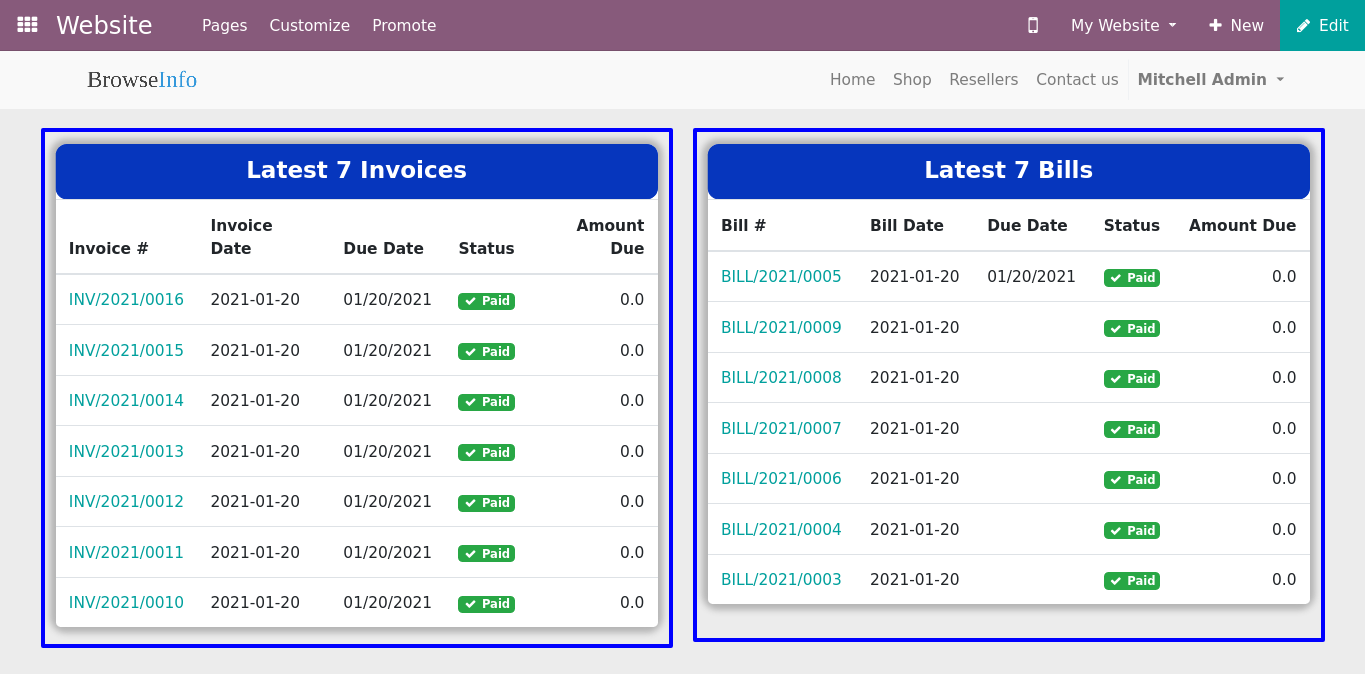 Website Pages Customize Promote My Website New Edit
BrowseInfo Home Shop Resellers Contact us Mitchell Admin
Latest 7 Invoices
Invoice # Invoice Date Due Date Status Amount Due
INV/2021/0016 2021-01-20 01/20/2021 Paid 0.0
INV/2021/0015 2021-01-20 01/20/2021 Paid 0.0
INV/2021/0014 2021-01-20 01/20/2021 Paid 0.0
INV/2021/0013 2021-01-20 01/20/2021 Paid 0.0
INV/2021/0012 2021-01-20 01/20/2021 Paid 0.0
INV/2021/0011 2021-01-20 01/20/2021 Paid 0.0
INV/2021/0010 2021-01-20 01/20/2021 Paid 0.0
Latest 7 Bills
Bill # Bill Date Due Date Status Amount Due
BILL/2021/0005 2021-01-20 01/20/2021 Paid 0.0
BILL/2021/0009 2021-01-20 Paid 0.0
BILL/2021/0008 2021-01-20 Paid 0.0
BILL/2021/0007 2021-01-20 Paid 0.0
BILL/2021/0006 2021-01-20 Paid 0.0
BILL/2021/0004 2021-01-20 Paid 0.0
BILL/2021/0003 2021-01-20 Paid 0.0